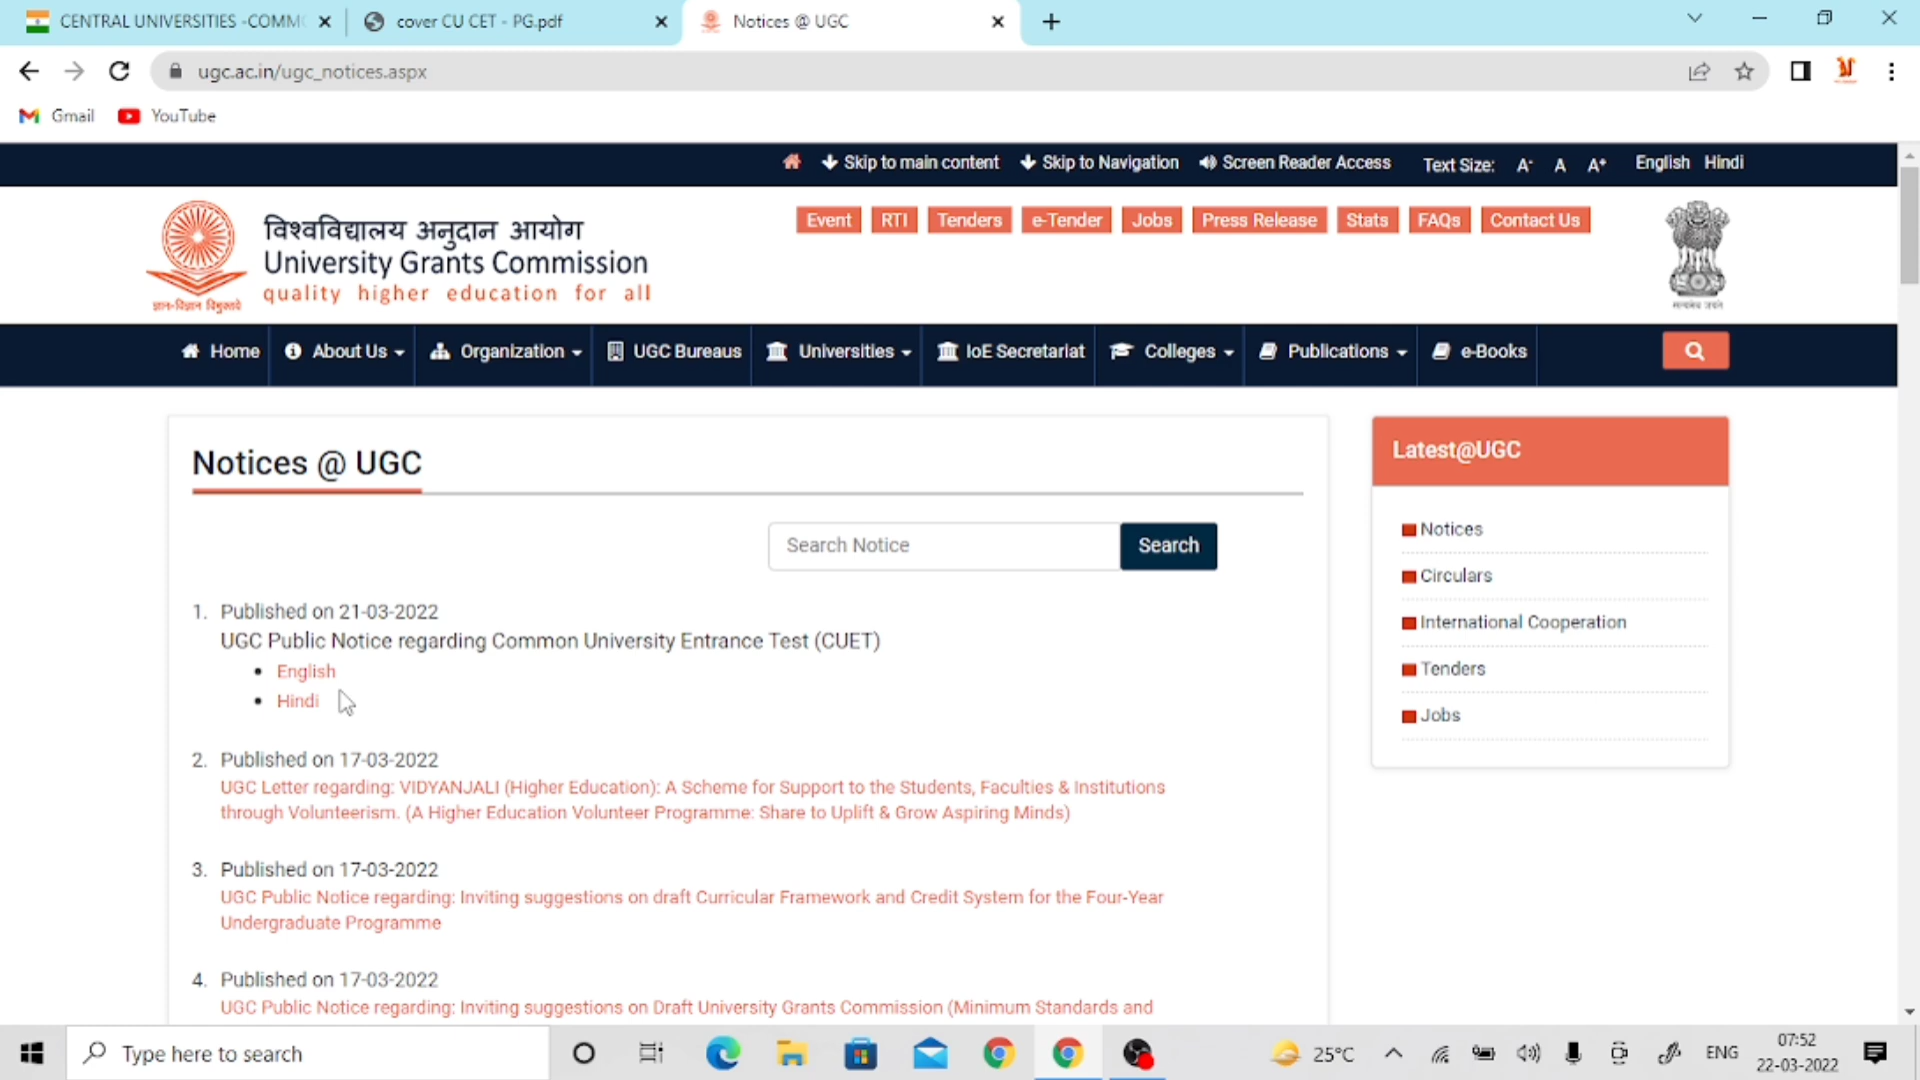 CENTRAL UNIVERSITIES -COMM
cover CU CET - PG.pdf
Notices @ UGC
ugc.ac.in/ugc_notices.aspx
Gmail
YouTube
Skip to main content
Skip to Navigation
Screen Reader Access
Text Size: A- A A+
English Hindi
विश्वविद्यालय अनुदान आयोग
University Grants Commission
quality higher education for all
ज्ञान-विज्ञान विमुक्तये
Event RTI Tenders e-Tender Jobs Press Release Stats FAQs Contact Us
सत्यमेव जयते
Home About Us Organization UGC Bureaus Universities IoE Secretariat Colleges Publications e-Books
Notices @ UGC
Search Notice Search
1. Published on 21-03-2022
UGC Public Notice regarding Common University Entrance Test (CUET)
• English
• Hindi
2. Published on 17-03-2022
UGC Letter regarding: VIDYANJALI (Higher Education): A Scheme for Support to the Students, Faculties & Institutions
through Volunteerism. (A Higher Education Volunteer Programme: Share to Uplift & Grow Aspiring Minds)
3. Published on 17-03-2022
UGC Public Notice regarding: Inviting suggestions on draft Curricular Framework and Credit System for the Four-Year
Undergraduate Programme
4. Published on 17-03-2022
UGC Public Notice regarding: Inviting suggestions on Draft University Grants Commission (Minimum Standards and
Latest@UGC
Notices
Circulars
International Cooperation
Tenders
Jobs
Type here to search
25°C
ENG
07:52
22-03-2022